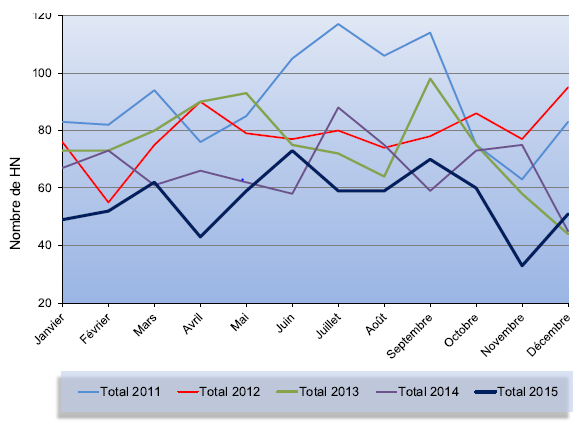 120
100
80
60
40
20
Nombre de HN
Janvier
Février
Mars
Avril
Mai
Juin
Juillet
Août
Septembre
Octobre
Novembre
Décembre
Total 2011 Total 2012 Total 2013 Total 2014 Total 2015